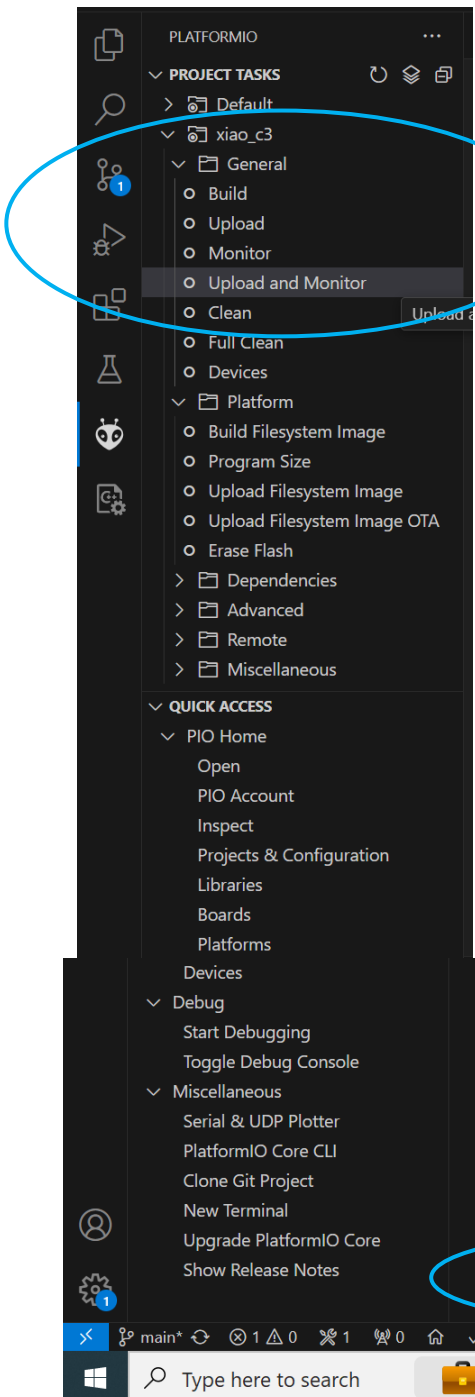 PLATFORMIO
PROJECT TASKS
Default
xiao_c3
General
1
Build
Upload
Monitor
Upload and Monitor
Clean
Upload a
Full Clean
Devices
Platform
Build Filesystem Image
Program Size
Upload Filesystem Image
Upload Filesystem Image OTA
Erase Flash
Dependencies
Advanced
Remote
Miscellaneous
QUICK ACCESS
PIO Home
Open
PIO Account
Inspect
Projects & Configuration
Libraries
Boards
Platforms
Devices
Debug
Start Debugging
Toggle Debug Console
Miscellaneous
Serial & UDP Plotter
PlatformIO Core CLI
Clone Git Project
New Terminal
Upgrade PlatformIO Core
Show Release Notes
1
main* 1 0 1 0
Type here to search